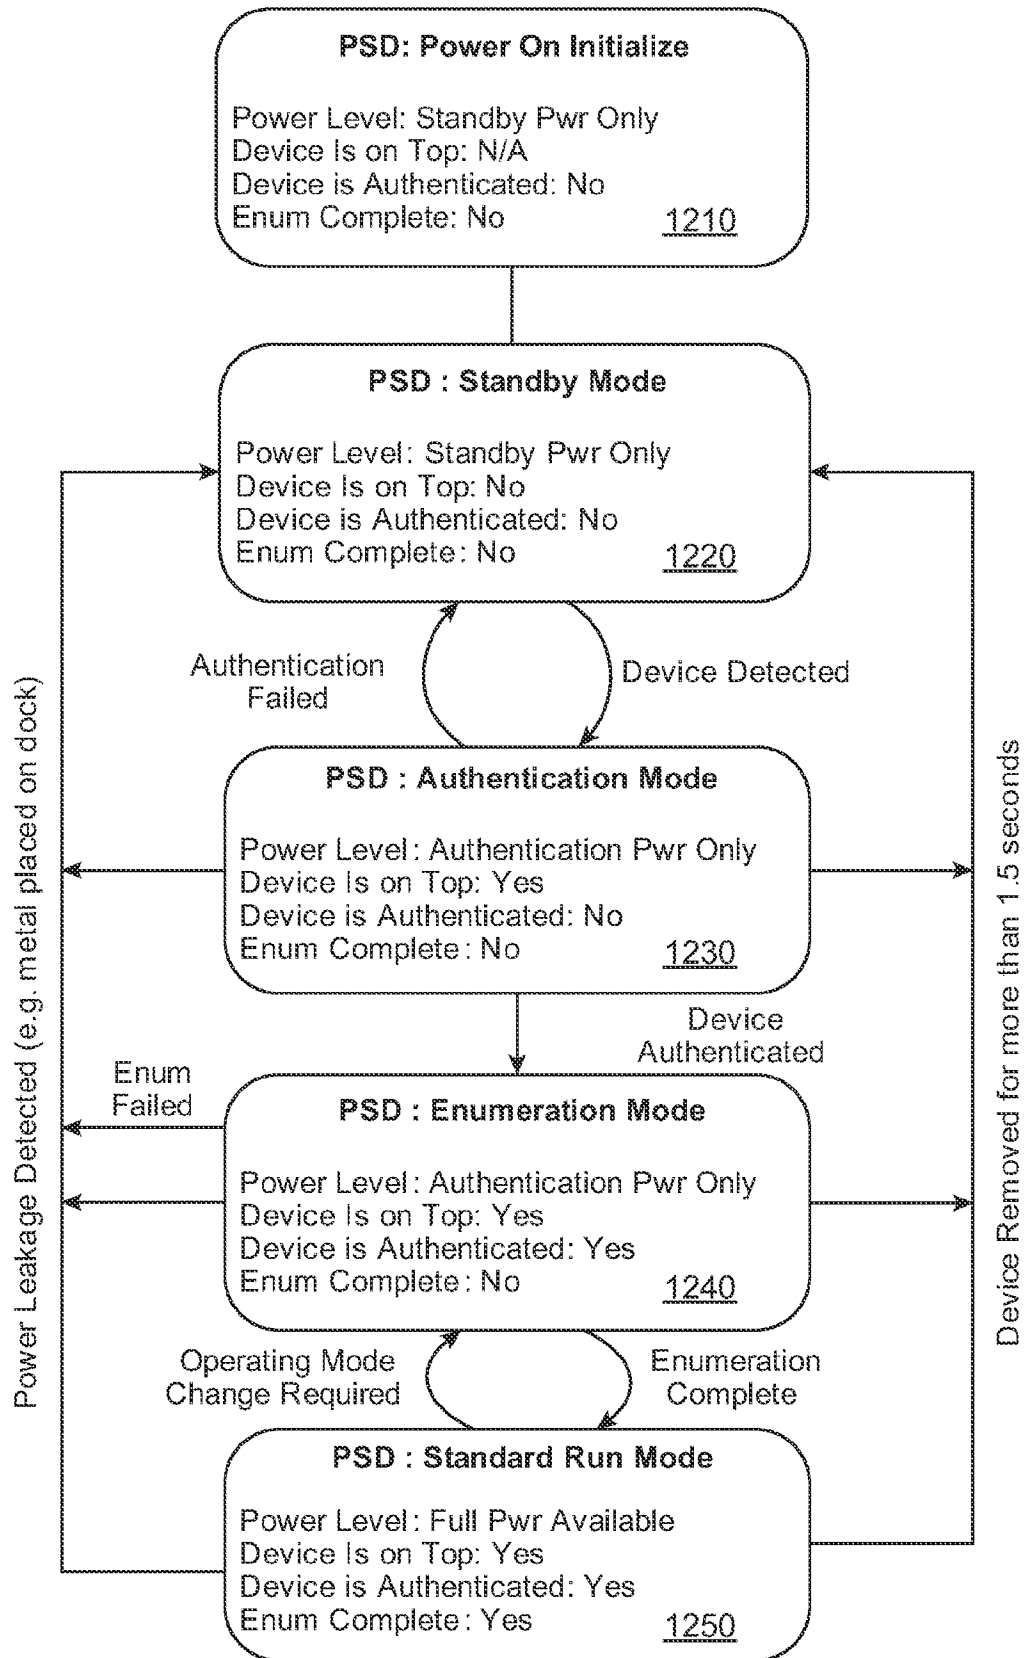 PSD: Power On Initialize
Power Level: Standby Pwr Only
Device Is on Top: N/A
Device is Authenticated: No
Enum Complete: No
1210
PSD : Standby Mode
Power Level: Standby Pwr Only
Device Is on Top: No
Device is Authenticated: No
Enum Complete: No
1220
Authentication
Failed
Device Detected
PSD : Authentication Mode
Power Level: Authentication Pwr Only
Device Is on Top: Yes
Device is Authenticated: No
Enum Complete: No
1230
Device
Authenticated
Enum
Failed
PSD : Enumeration Mode
Power Level: Authentication Pwr Only
Device Is on Top: Yes
Device is Authenticated: Yes
Enum Complete: No
1240
Operating Mode
Change Required
Enumeration
Complete
PSD : Standard Run Mode
Power Level: Full Pwr Available
Device Is on Top: Yes
Device is Authenticated: Yes
Enum Complete: Yes
1250
Power Leakage Detected (e.g. metal placed on dock)
Device Removed for more than 1.5 seconds